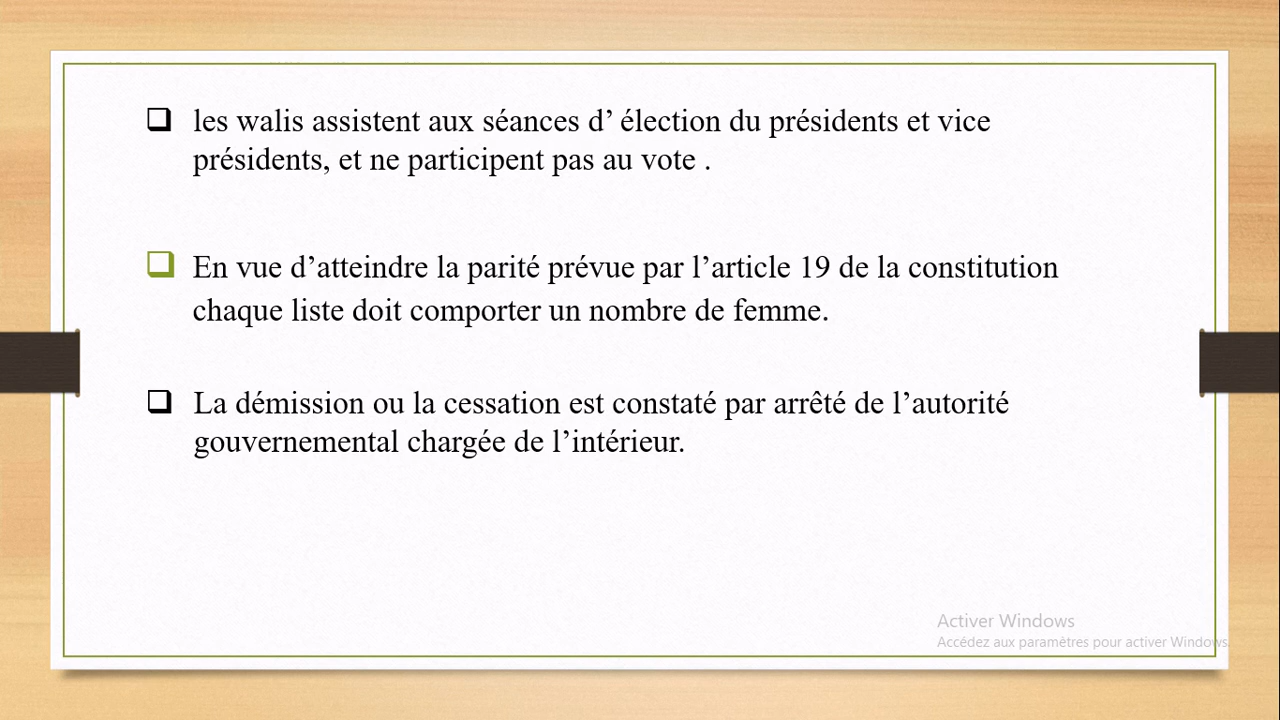 les walis assistent aux séances d’ élection du présidents et vice
présidents, et ne participent pas au vote .
En vue d’atteindre la parité prévue par l’article 19 de la constitution
chaque liste doit comporter un nombre de femme.
La démission ou la cessation est constaté par arrêté de l’autorité
gouvernemental chargée de l’intérieur.
Activer Windows
Accédez aux paramètres pour activer Windows.